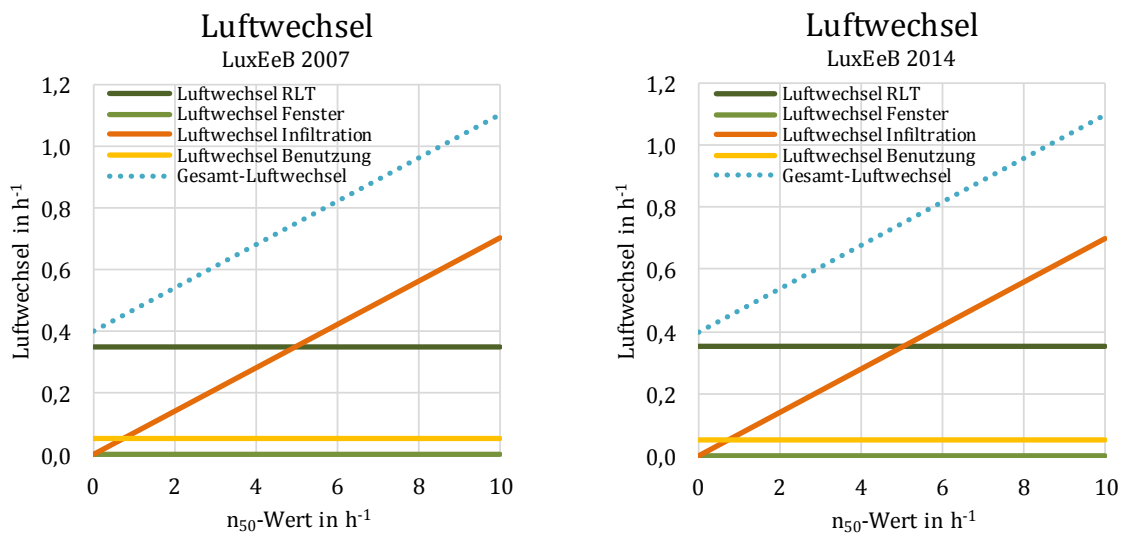 Luftwechsel
LuxEeB 2007
1,2
1,0
0,8
0,6
0,4
0,2
0,0
Luftwechsel in h-1
Luftwechsel RLT
Luftwechsel Fenster
Luftwechsel Infiltration
Luftwechsel Benutzung
Gesamt-Luftwechsel
0 2 4 6 8 10
n50-Wert in h-1
Luftwechsel
LuxEeB 2014
1,2
1,0
0,8
0,6
0,4
0,2
0,0
Luftwechsel in h-1
Luftwechsel RLT
Luftwechsel Fenster
Luftwechsel Infiltration
Luftwechsel Benutzung
Gesamt-Luftwechsel
0 2 4 6 8 10
n50-Wert in h-1